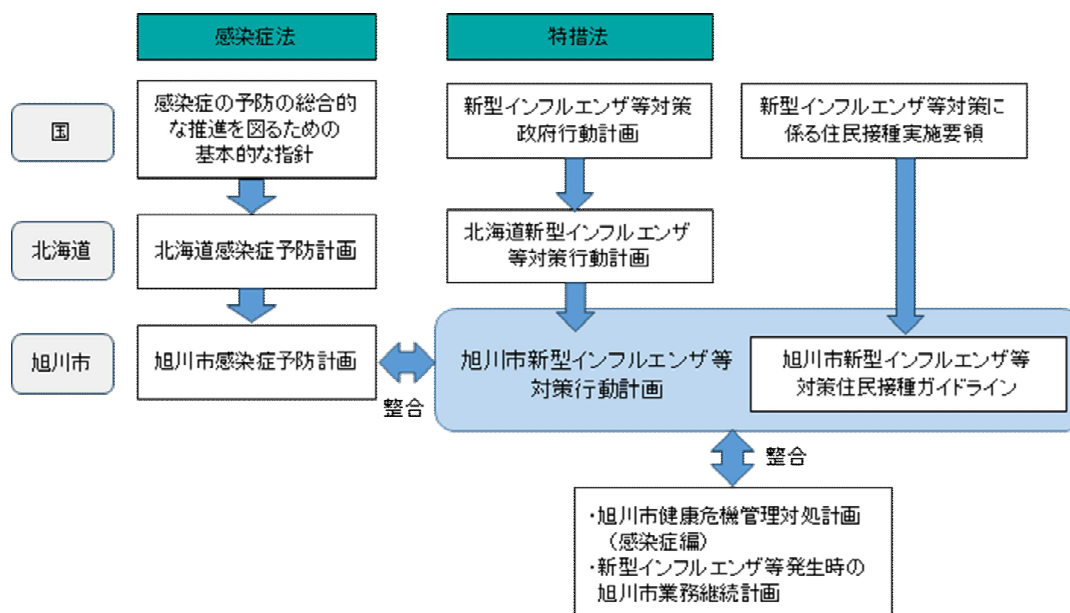 感染症法
特措法
国
感染症の予防の総合的
な推進を図るための
基本的な指針
新型インフルエンザ等対策
政府行動計画
新型インフルエンザ等対策に
係る住民接種実施要領
北海道
北海道感染症予防計画
北海道新型インフルエンザ
等対策行動計画
旭川市
旭川市感染症予防計画
整合
旭川市新型インフルエンザ等
対策行動計画
旭川市新型インフルエンザ等
対策住民接種ガイドライン
整合
・旭川市健康危機管理対処計画
（感染症編）
・新型インフルエンザ等発生時の
旭川市業務継続計画